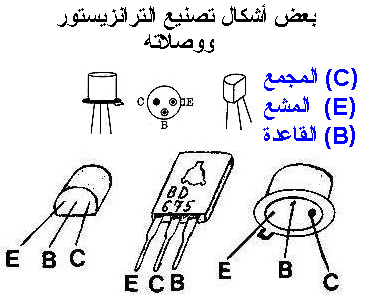 بعض أشكال تصنيع الترانزيستور
ووصلاته
(C) المجمع
(E) المشع
(B) القاعدة
C E
B
BD
675
E B C
E C B
E B C